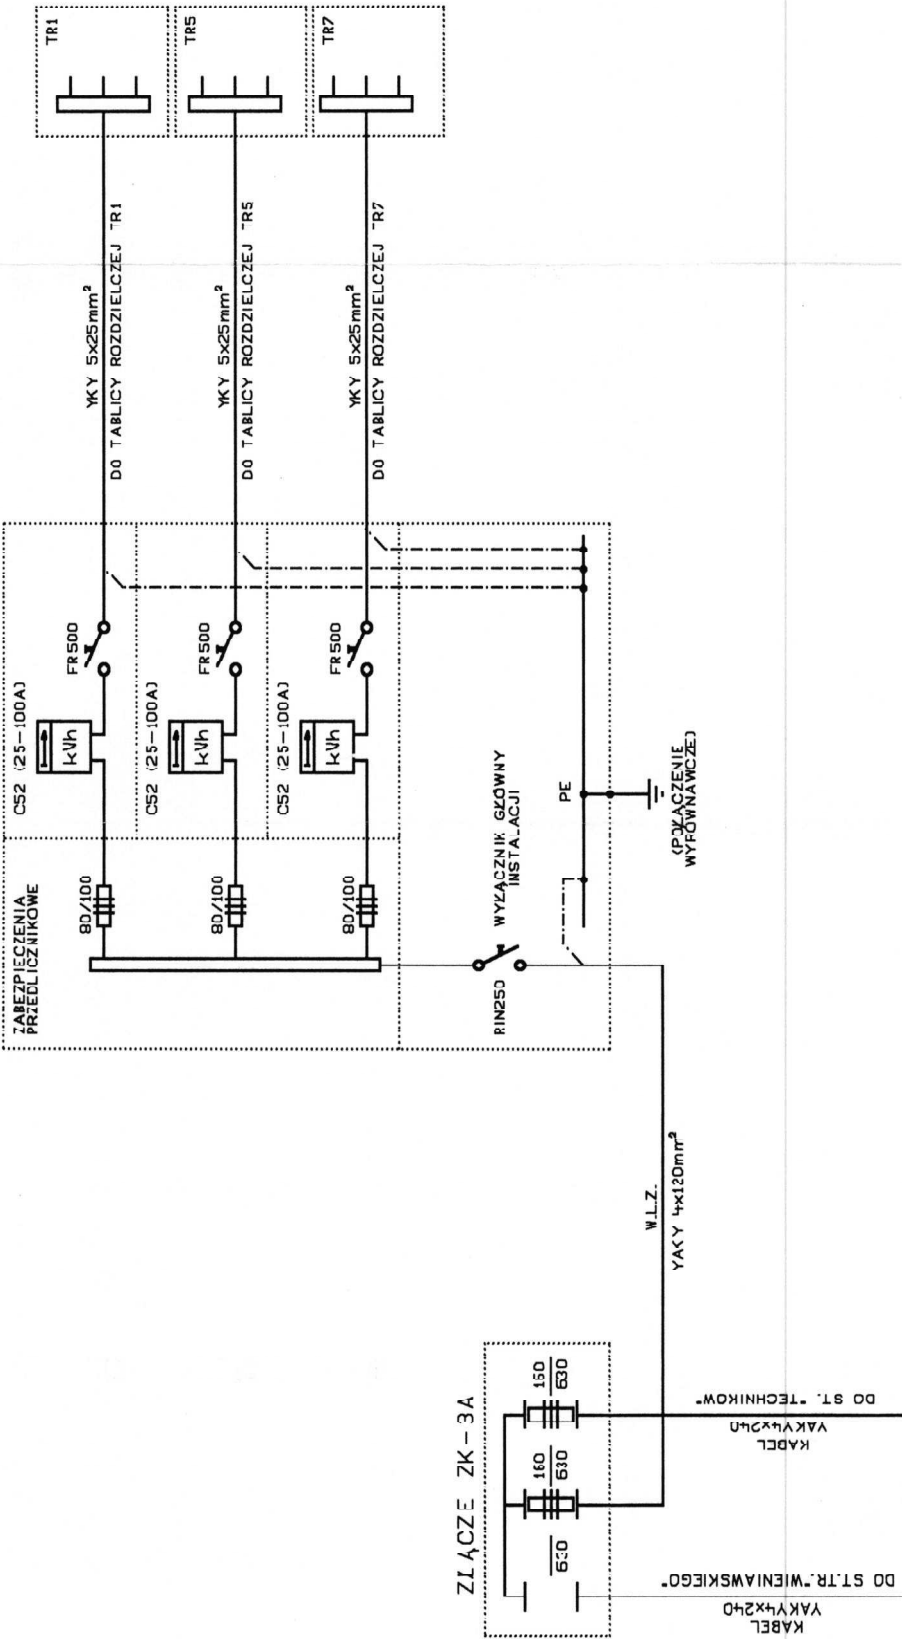 TR1
TR5
TR7
YKY 5x25mm²
DO TABLICY ROZDZIELCZEJ TR1
YKY 5x25mm²
DO TABLICY ROZDZIELCZEJ TR5
YKY 5x25mm²
DO TABLICY ROZDZIELCZEJ TR7
C52 (25-100A)
kWh
FR500
C52 (25-100A)
kWh
FR500
C52 (25-100A)
kWh
FR500
ZABEZPIECZENIA
PRZEDLICZNIKOWE
80/100
80/100
80/100
WYŁĄCZNIK GŁÓWNY
INSTALACJI
RIN250
PE
(POŁĄCZENIE
WYRÓWNAWCZE)
W.L.Z.
YAKY 4x120mm²
ZŁĄCZE ZK-3A
160
630
160
630
630
KABEL
YAKY4x240
DO ST. "TECHNIKÓW"
KABEL
YAKY4x240
DO ST.TR."WIENIAWSKIEGO"